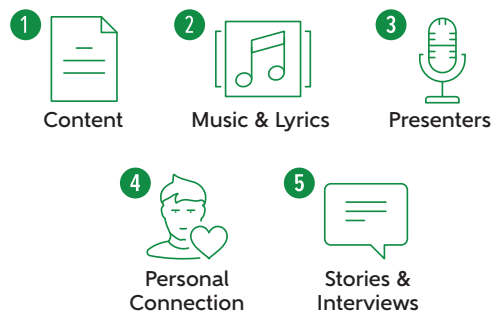 1
Content
2
Music & Lyrics
3
Presenters
4
Personal
Connection
5
Stories &
Interviews